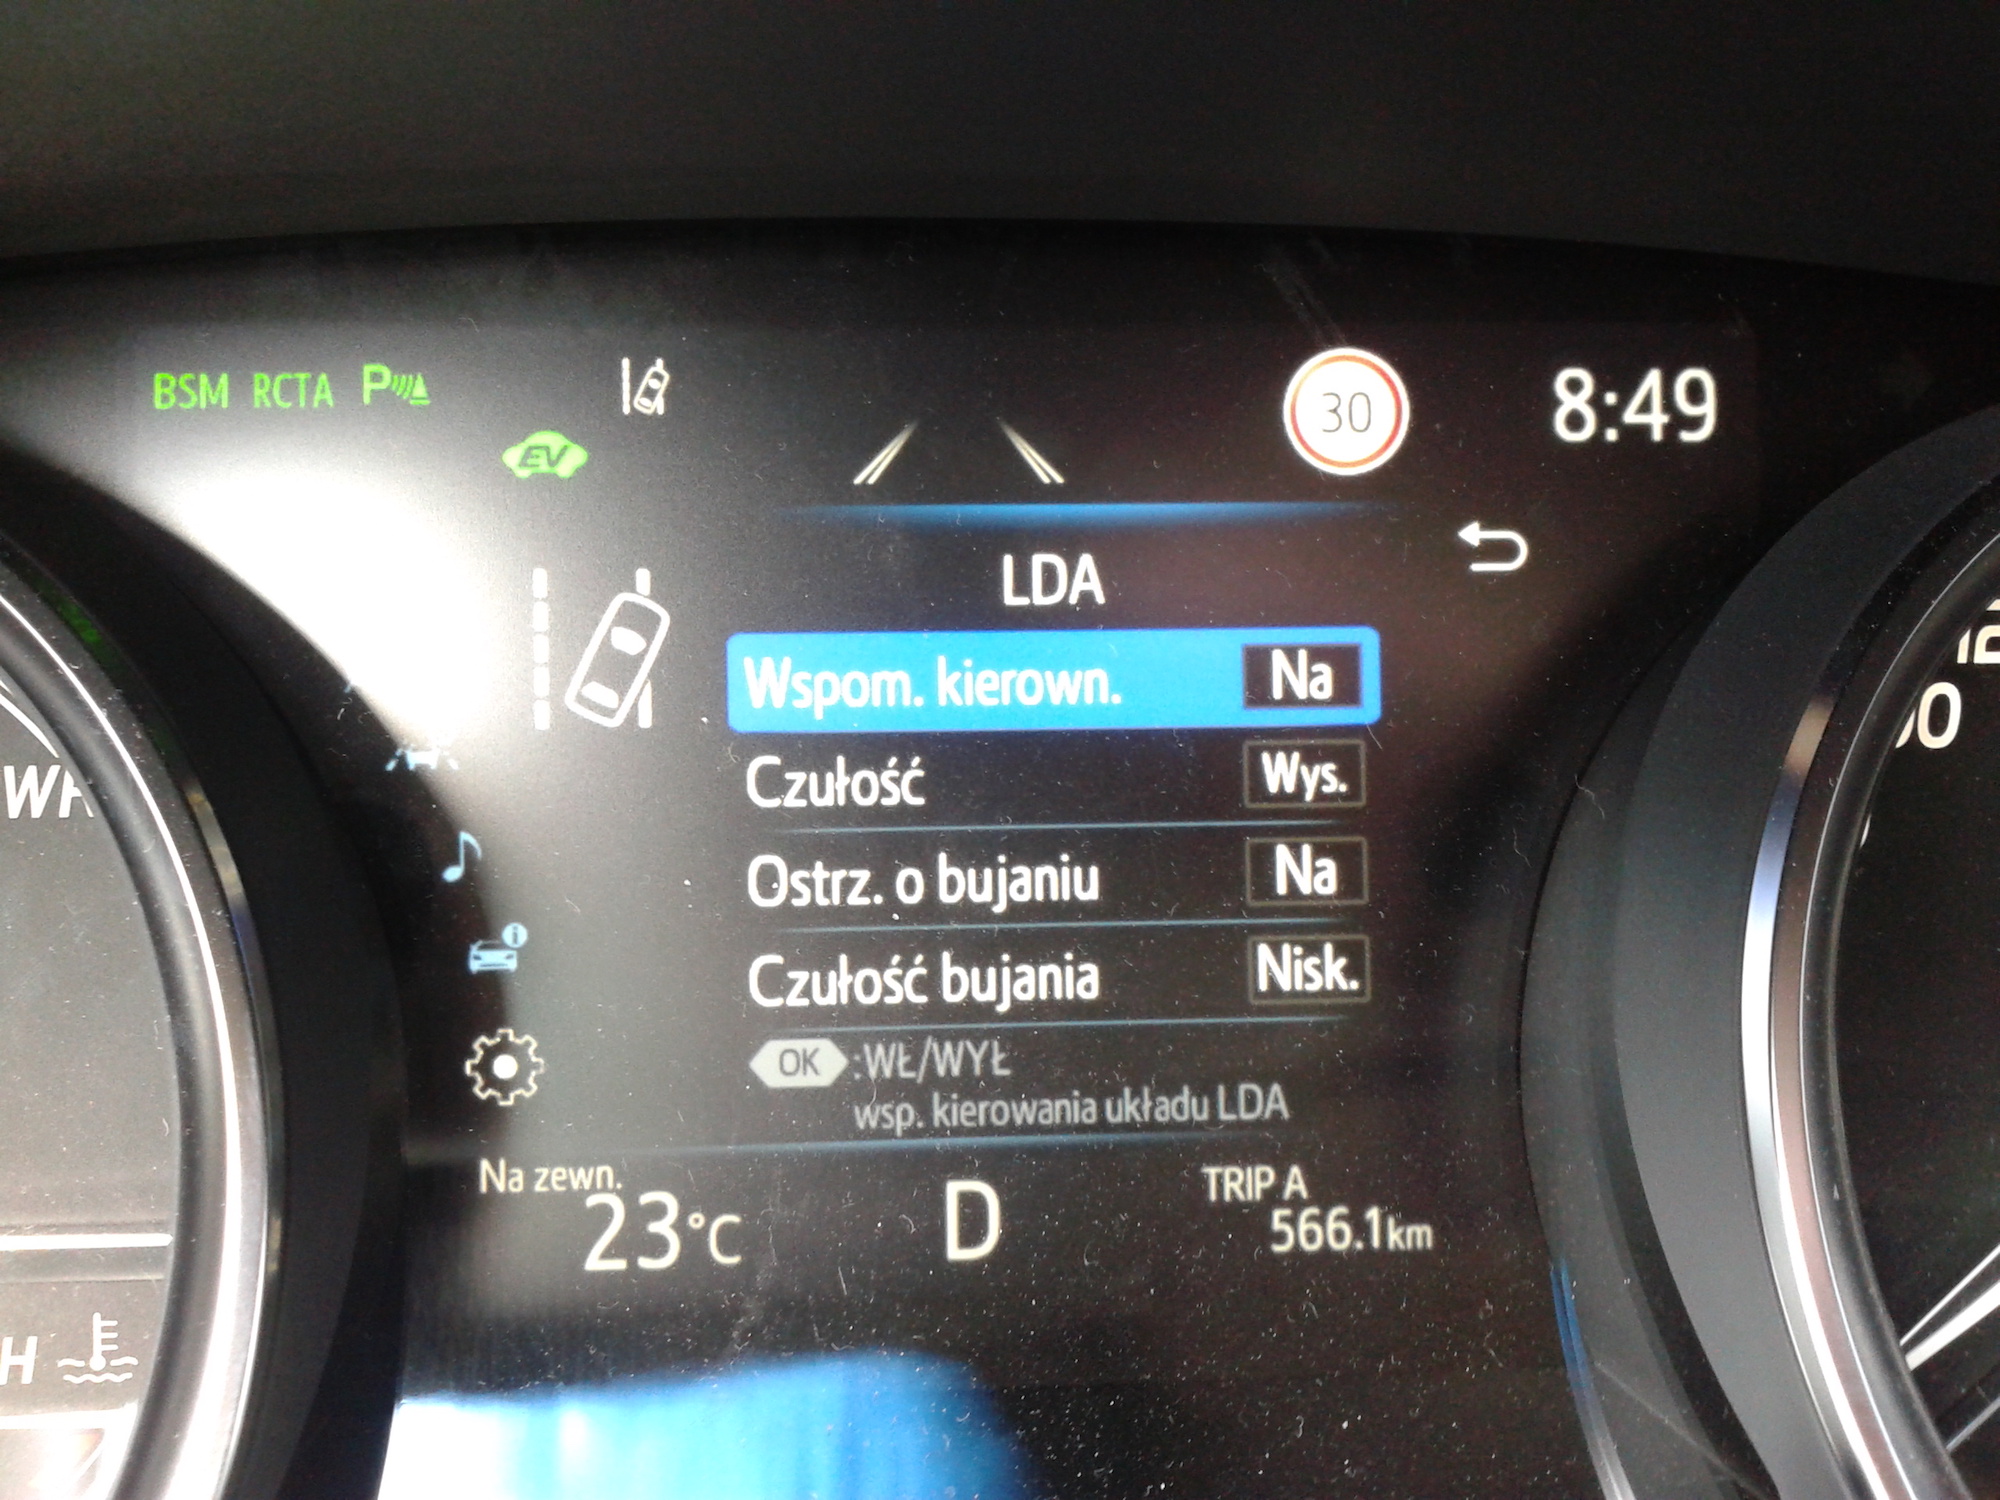 BSM RCTA P
EV
30
8:49
LDA
Wspom. kierown. Na
Czułość Wys.
Ostrz. o bujaniu Na
Czułość bujania Nisk.
OK :WŁ/WYŁ
wsp. kierowania układu LDA
Na zewn.
23°C
D
TRIP A
566.1km
H